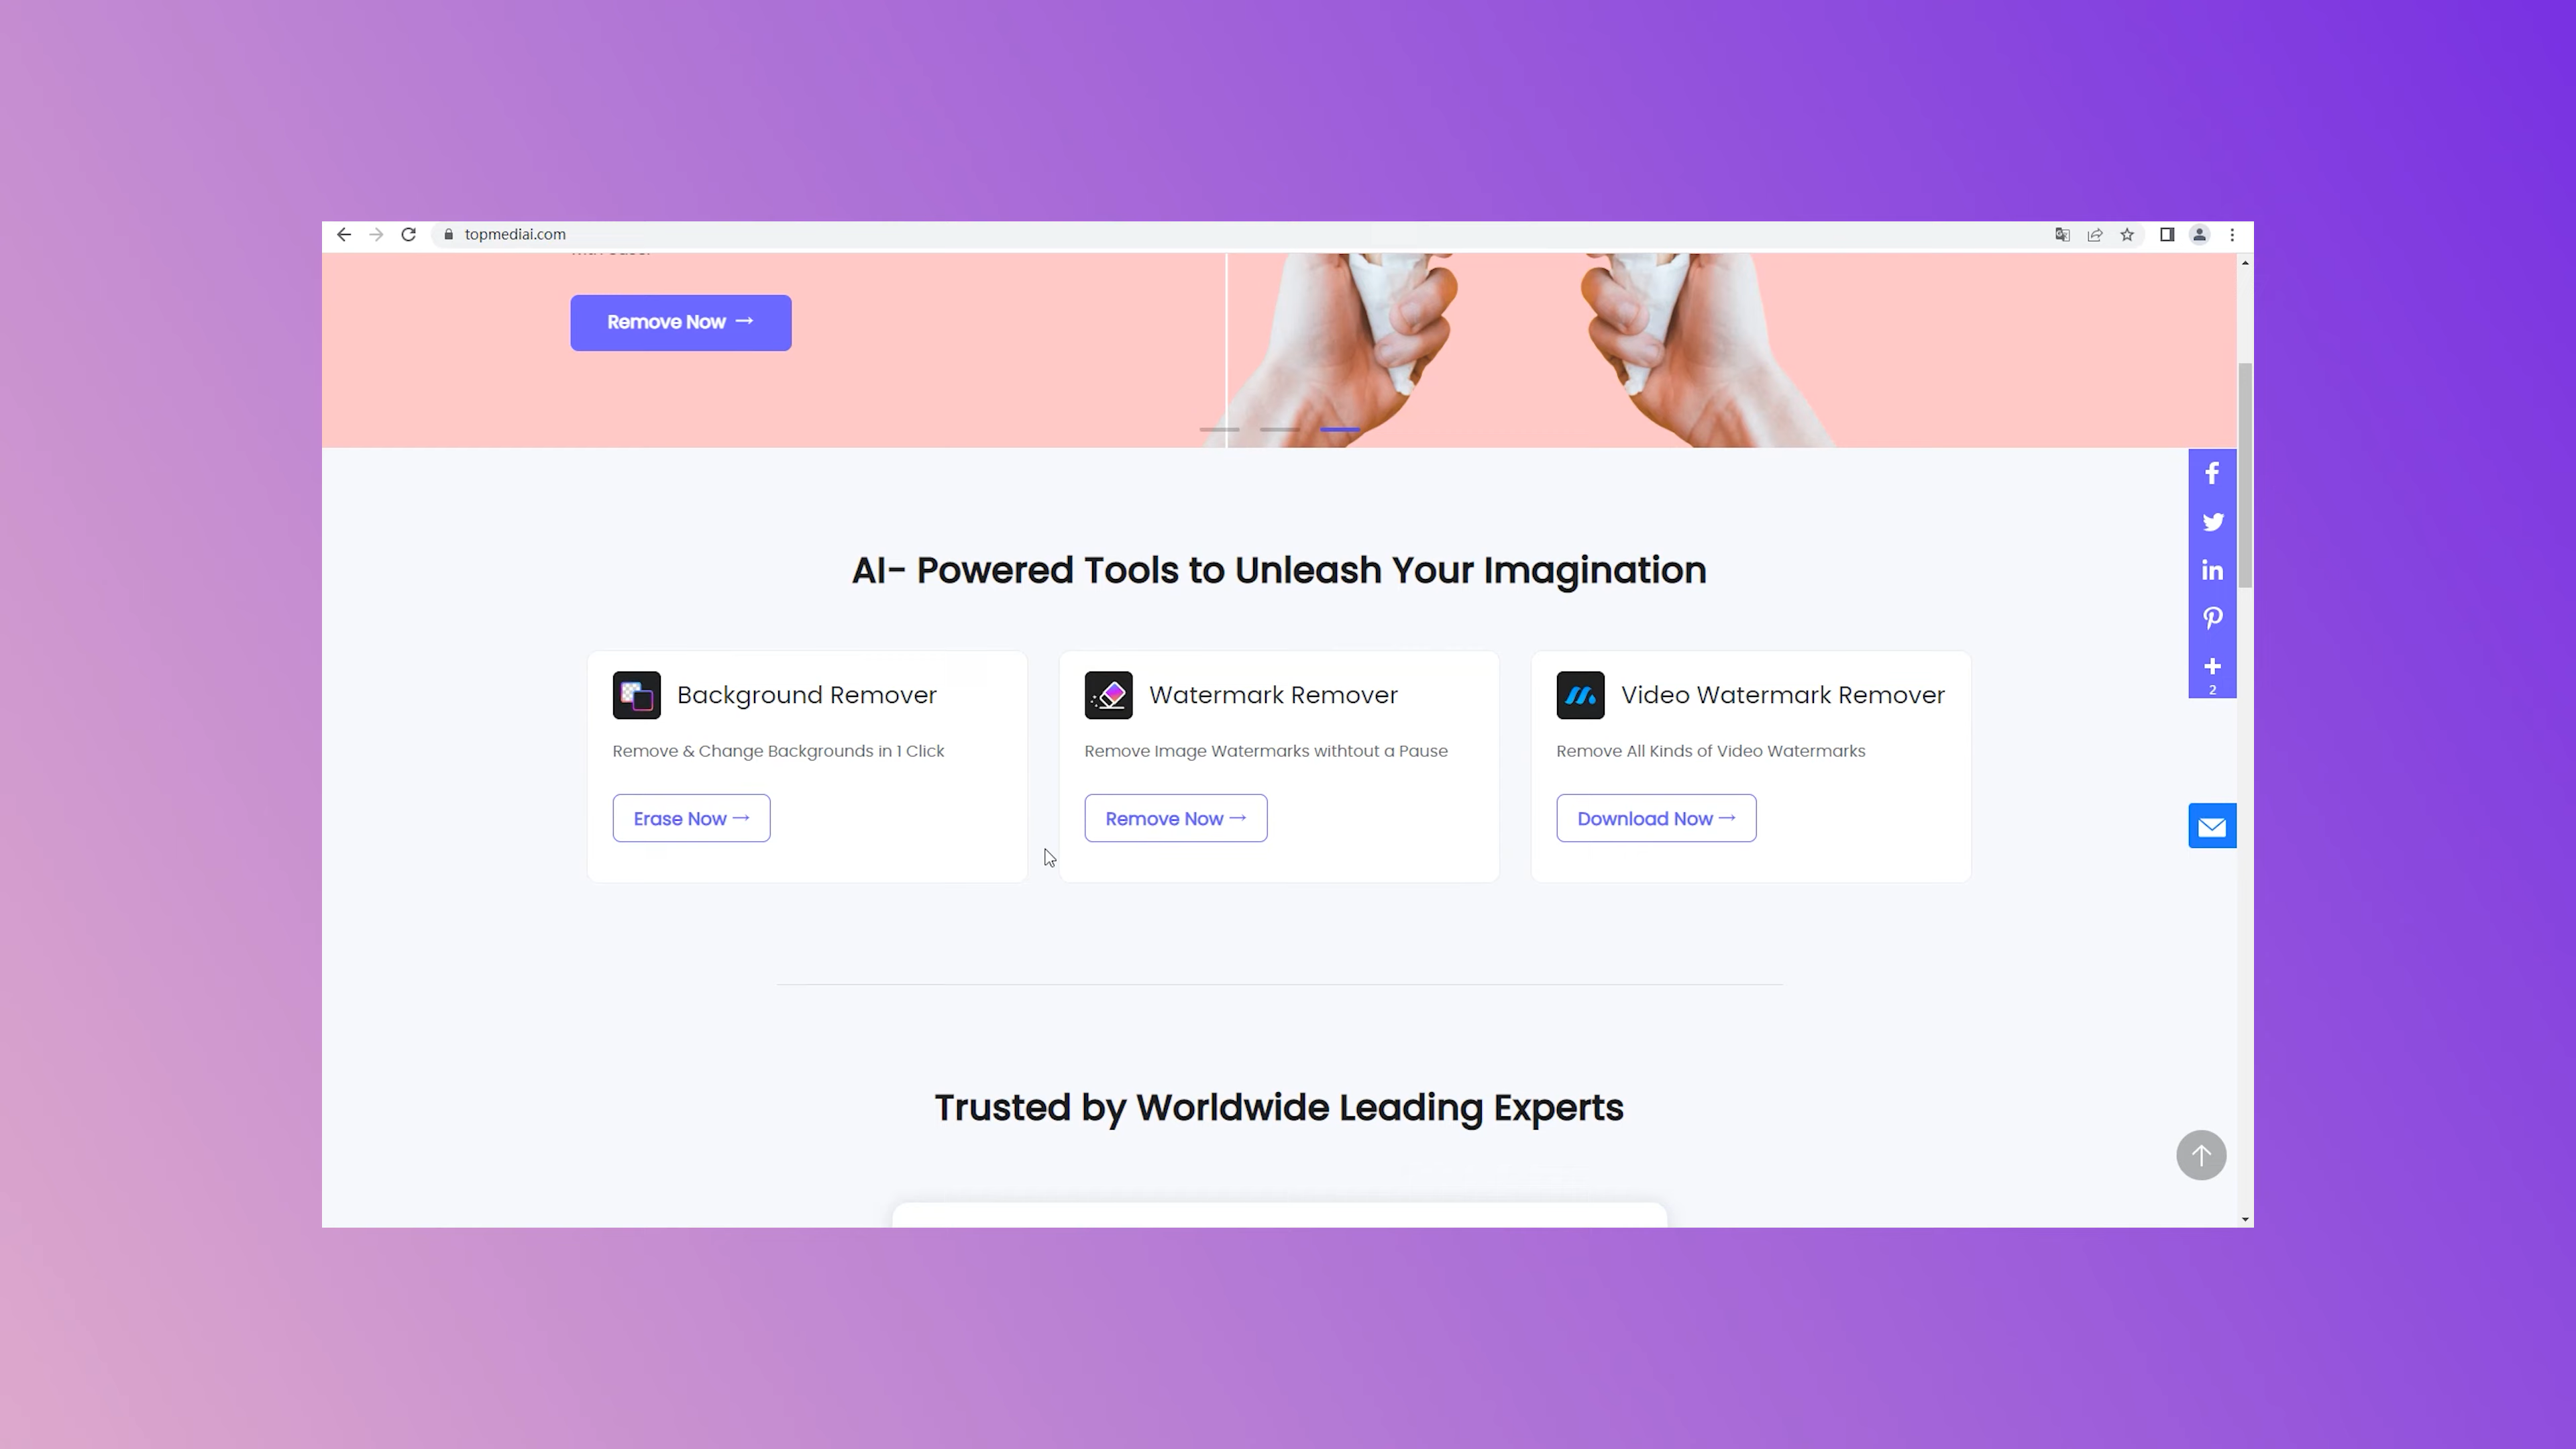 topmediai.com
Remove Now →
AI- Powered Tools to Unleash Your Imagination
Background Remover
Remove & Change Backgrounds in 1 Click
Erase Now →
Watermark Remover
Remove Image Watermarks withtout a Pause
Remove Now →
Video Watermark Remover
Remove All Kinds of Video Watermarks
Download Now →
2
Trusted by Worldwide Leading Experts